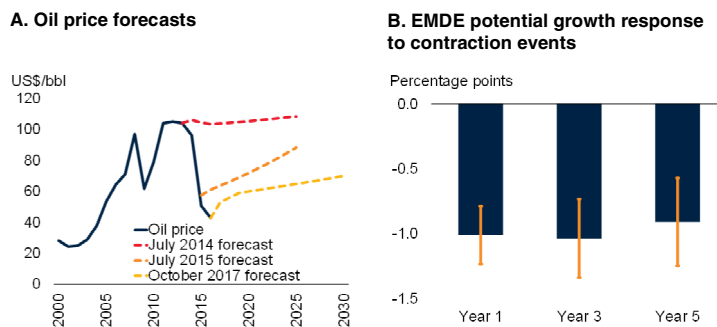 A. Oil price forecasts
US$/bbl
120
100
80
60
40
20
0
Oil price
July 2014 forecast
July 2015 forecast
October 2017 forecast
2000
2005
2010
2015
2020
2025
2030
B. EMDE potential growth response
to contraction events
Percentage points
0.0
-0.5
-1.0
-1.5
Year 1
Year 3
Year 5